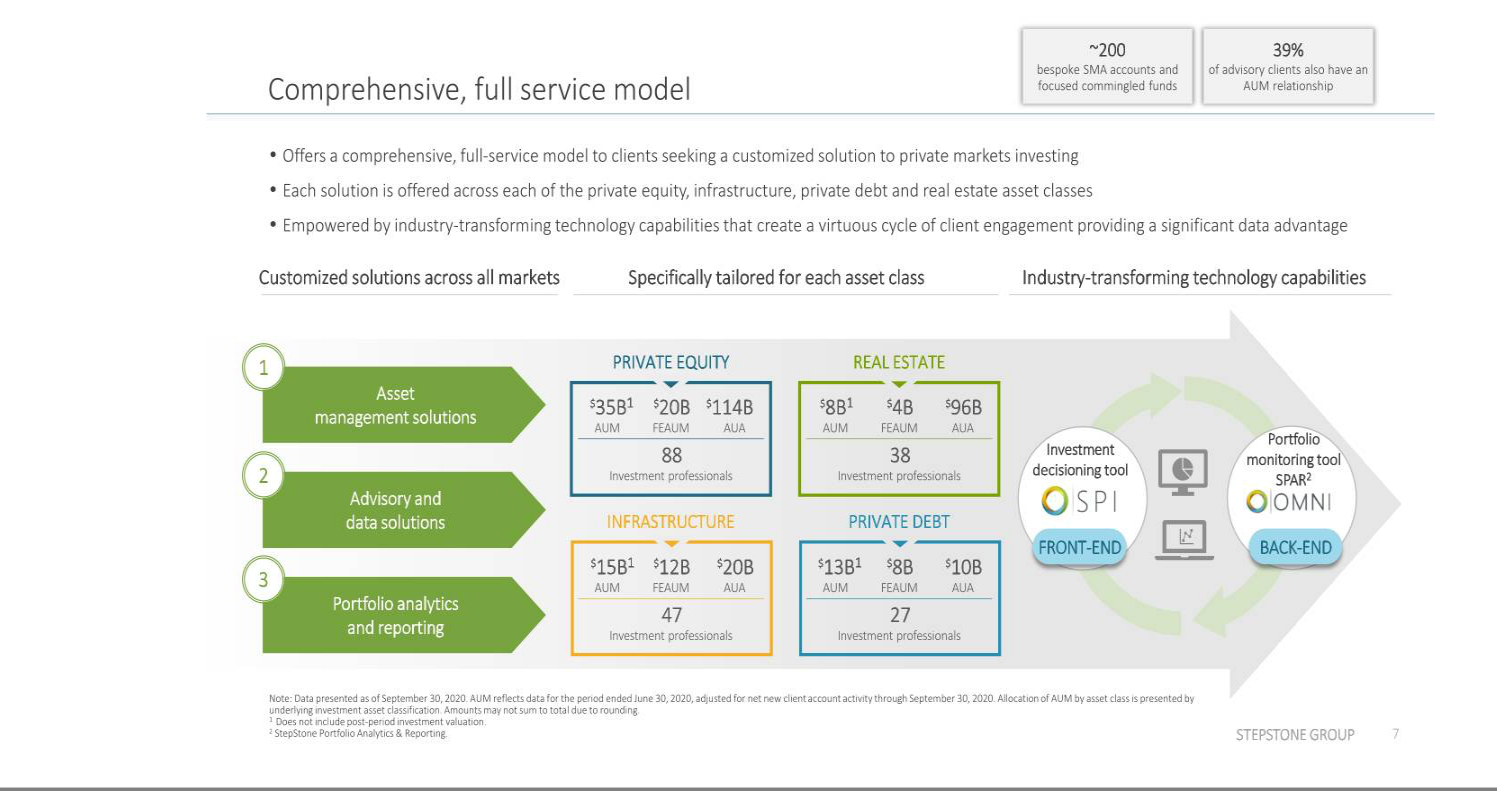 ~200
bespoke SMA accounts and
focused commingled funds
39%
of advisory clients also have an
AUM relationship
Comprehensive, full service model
• Offers a comprehensive, full-service model to clients seeking a customized solution to private markets investing
• Each solution is offered across each of the private equity, infrastructure, private debt and real estate asset classes
• Empowered by industry-transforming technology capabilities that create a virtuous cycle of client engagement providing a significant data advantage
Customized solutions across all markets
Specifically tailored for each asset class
Industry-transforming technology capabilities
1
Asset
management solutions
2
Advisory and
data solutions
3
Portfolio analytics
and reporting
PRIVATE EQUITY
$35B¹ $20B $114B
AUM FEAUM AUA
88
Investment professionals
REAL ESTATE
$8B¹ $4B $96B
AUM FEAUM AUA
38
Investment professionals
INFRASTRUCTURE
$15B¹ $12B $20B
AUM FEAUM AUA
47
Investment professionals
PRIVATE DEBT
$13B¹ $8B $10B
AUM FEAUM AUA
27
Investment professionals
Investment
decisioning tool
SPI
FRONT-END
Portfolio
monitoring tool
SPAR²
OMNI
BACK-END
Note: Data presented as of September 30, 2020. AUM reflects data for the period ended June 30, 2020, adjusted for net new client account activity through September 30, 2020. Allocation of AUM by asset class is presented by
underlying investment asset classification. Amounts may not sum to total due to rounding.
¹ Does not include post-period investment valuation.
² StepStone Portfolio Analytics & Reporting.
STEPSTONE GROUP 7